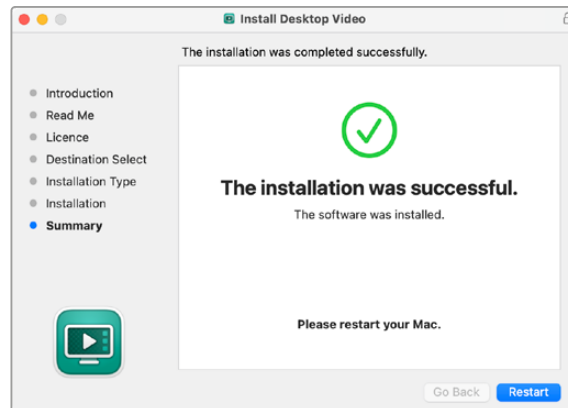 Install Desktop Video
The installation was completed successfully.
Introduction
Read Me
Licence
Destination Select
Installation Type
Installation
Summary
The installation was successful.
The software was installed.
Please restart your Mac.
Go Back
Restart